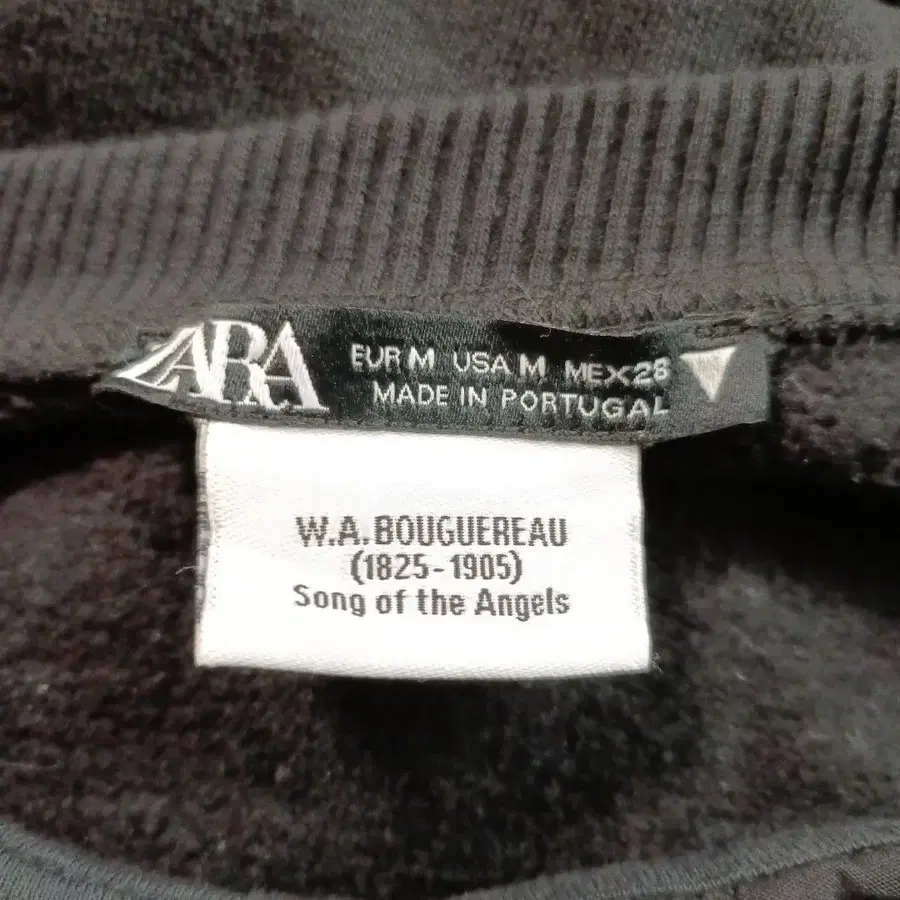 ZARA
EUR M USA M MEX 28
MADE IN PORTUGAL
W.A. BOUGUEREAU
(1825-1905)
Song of the Angels